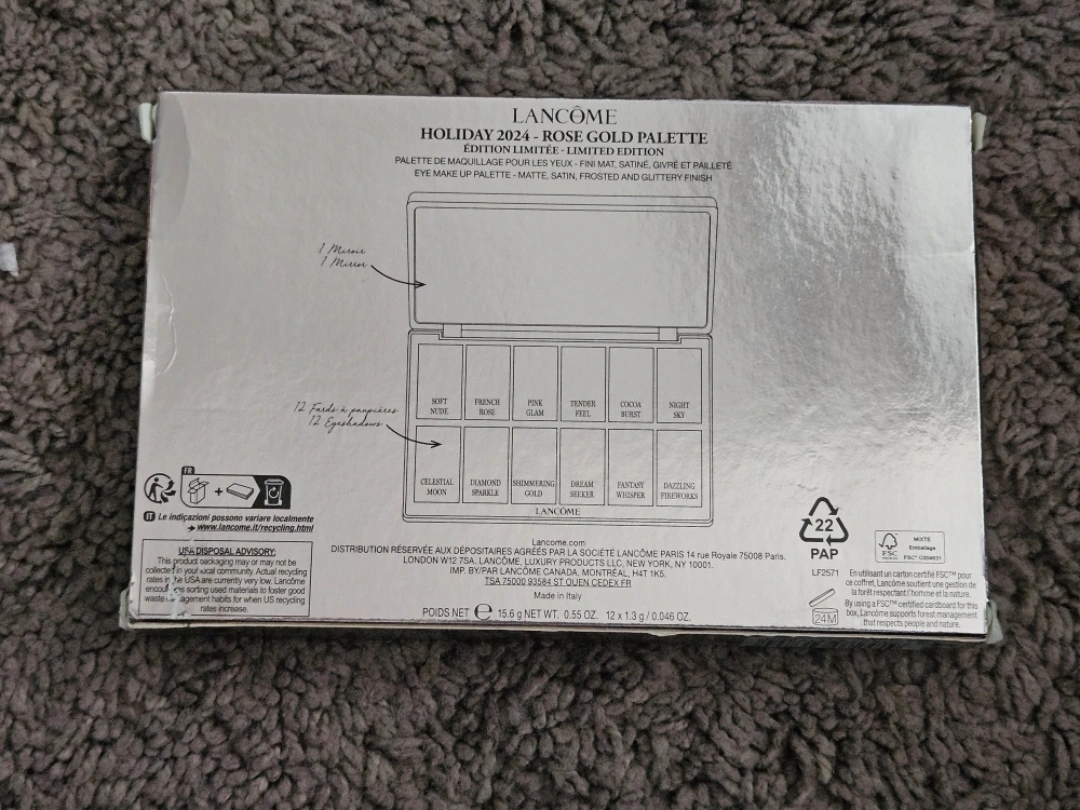 LANCÔME
HOLIDAY 2024 - ROSE GOLD PALETTE
ÉDITION LIMITÉE - LIMITED EDITION
PALETTE DE MAQUILLAGE POUR LES YEUX - FINI MAT, SATINÉ, GIVRÉ ET PAILLETÉ
EYE MAKE UP PALETTE - MATTE, SATIN, FROSTED AND GLITTERY FINISH
1 Miroir
1 Mirror
12 Fards à paupières
12 Eyeshadows
SOFT NUDE
FRENCH ROSE
PINK GLAM
TENDER FEEL
COCOA BURST
NIGHT SKY
CELESTIAL MOON
DIAMOND SPARKLE
SHIMMERING GOLD
DREAM SEEKER
FANTASY WHISPER
DAZZLING FIREWORKS
LANCÔME
FR
IT Le indicazioni possono variare localmente
www.lancome.it/recycling.html
USA DISPOSAL ADVISORY:
This product packaging may or may not be
collected in your local community. Actual recycling
rates in the USA are currently very low. Lancôme
encourages sorting used materials to foster good
waste management habits for when US recycling
rates increase.
Lancome.com
DISTRIBUTION RÉSERVÉE AUX DÉPOSITAIRES AGRÉÉS PAR LA SOCIÉTÉ LANCÔME PARIS 14 rue Royale 75008 Paris.
LONDON W12 7SA. LANCÔME, LUXURY PRODUCTS LLC, NEW YORK, NY 10001.
IMP. BY/PAR LANCÔME CANADA, MONTRÉAL, H4T 1K5.
TSA 75000 93584 ST OUEN CEDEX FR
Made in Italy
POIDS NET e 15.6 g NET WT. 0.55 OZ. 12 x 1.3 g / 0.046 OZ.
22
PAP
LF2571
24M
FSC
MIXTE
Emballage
En utilisant un carton certifié FSC™ pour
ce coffret, Lancôme soutient une gestion de
la forêt respectant l'homme et la nature.
By using a FSC™ certified cardboard for this
box, Lancôme supports forest management
that respects people and nature.